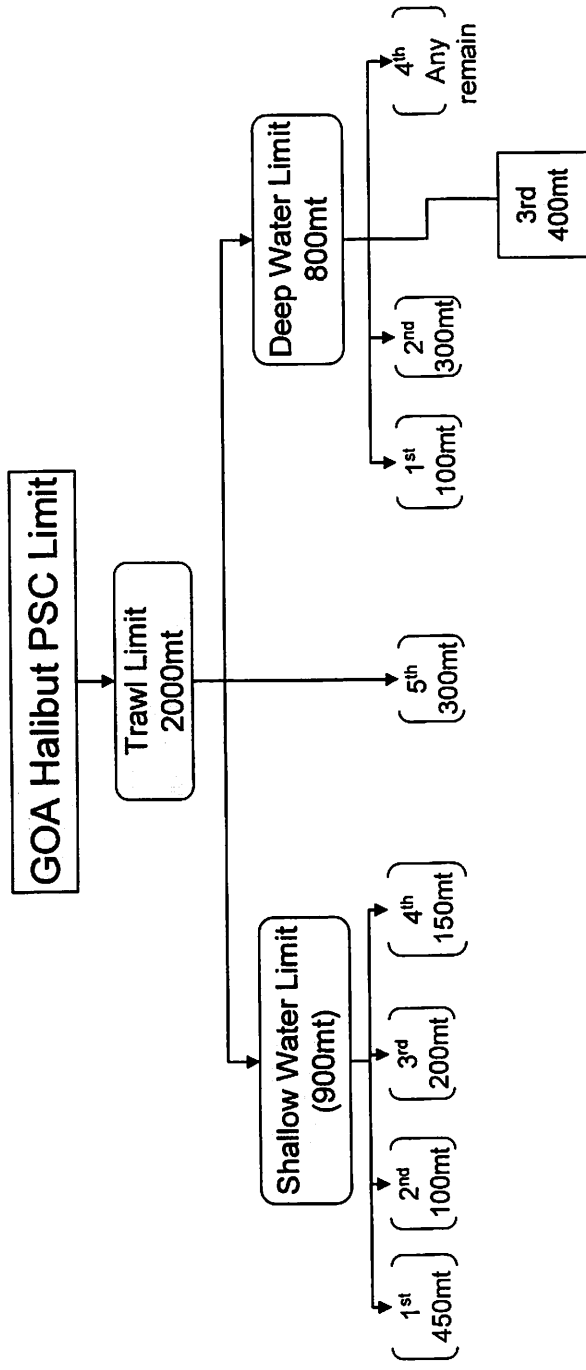 GOA Halibut PSC Limit
Trawl Limit
2000mt
Shallow Water Limit
(900mt)
Deep Water Limit
800mt
1st
450mt
2nd
100mt
3rd
200mt
4th
150mt
5th
300mt
1st
100mt
2nd
300mt
3rd
400mt
4th
Any
remain